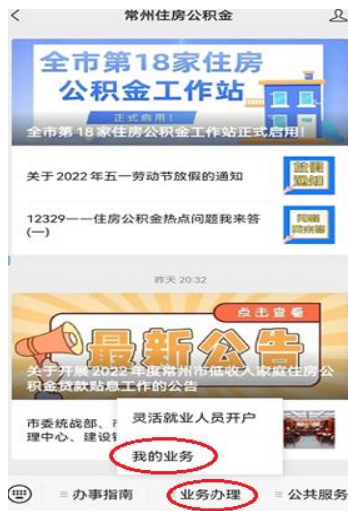 常州住房公积金
全市第18家住房
公积金工作站
正式启用!
全市第18家住房公积金工作站正式启用!
关于2022年五一劳动节放假的通知
放假
通知
12329——住房公积金热点问题我来答
(一)
问题
我来答
昨天 20:32
点击查看
最新公告
关于开展2022年度常州市低收入家庭住房公
积金贷款贴息工作的公告
市委统战部、
理中心、建设
灵活就业人员开户
我的业务
办事指南
业务办理
公共服务